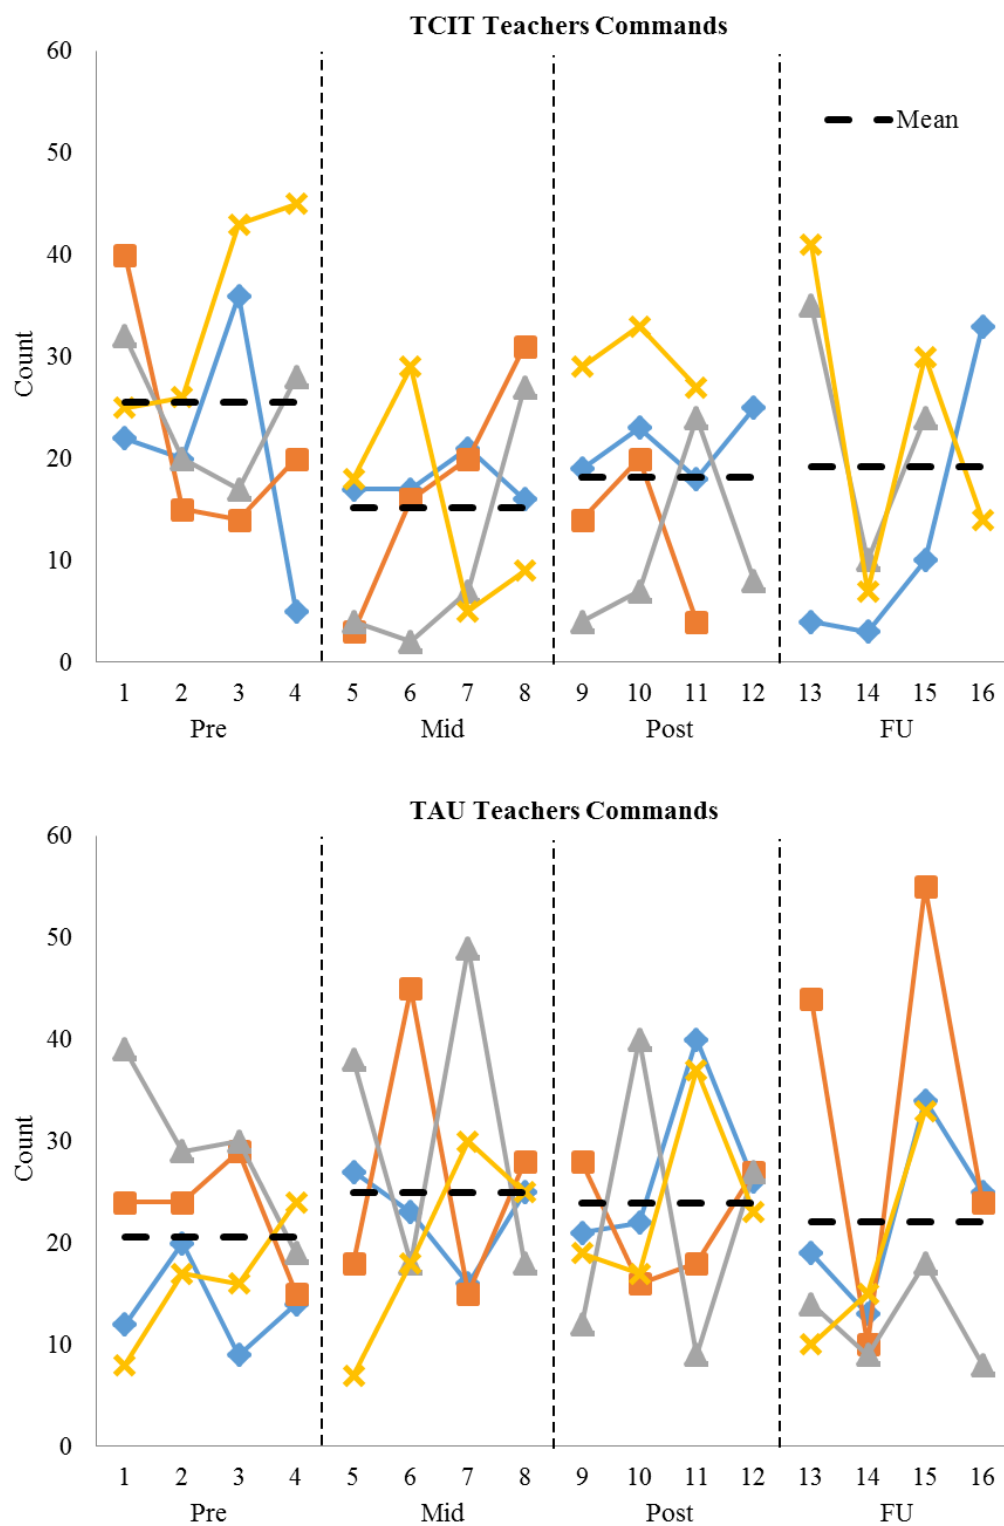 TCIT Teachers Commands
60
50
40
30
20
10
0
Count
Mean
1 2 3 4 5 6 7 8 9 10 11 12 13 14 15 16
Pre Mid Post FU
TAU Teachers Commands
60
50
40
30
20
10
0
Count
1 2 3 4 5 6 7 8 9 10 11 12 13 14 15 16
Pre Mid Post FU